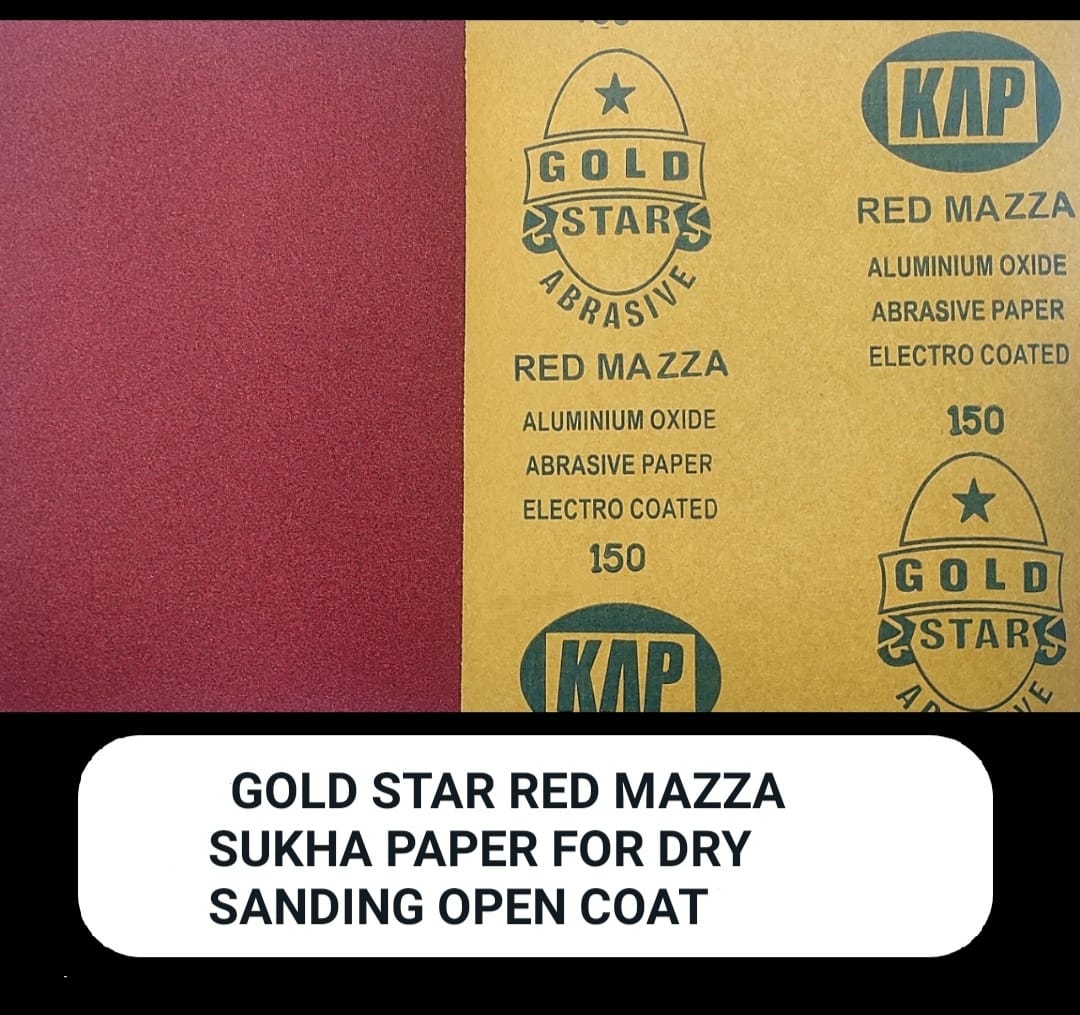 GOLD
STAR
ABRASIVE
RED MAZZA
ALUMINIUM OXIDE
ABRASIVE PAPER
ELECTRO COATED
150
KAP
KAP
RED MAZZA
ALUMINIUM OXIDE
ABRASIVE PAPER
ELECTRO COATED
150
GOLD
STAR
GOLD STAR RED MAZZA
SUKHA PAPER FOR DRY
SANDING OPEN COAT